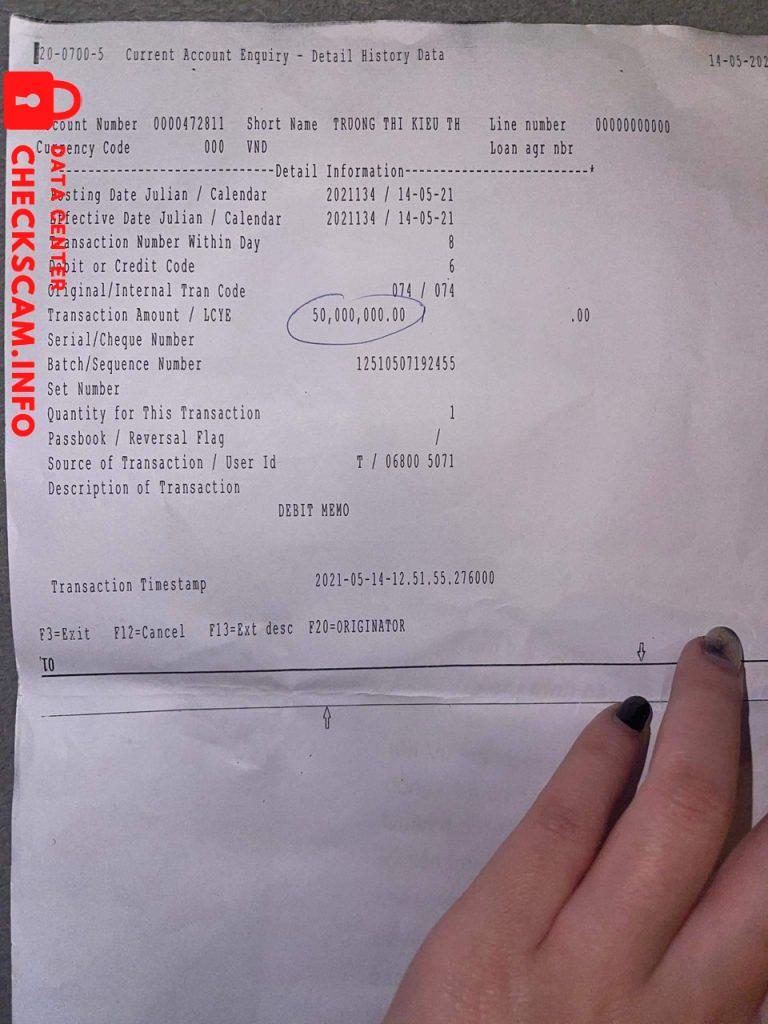 20-0700-5 Current Account Enquiry - Detail History Data 14-05-202
Account Number 0000472811 Short Name TRUONG THI KIEU TH Line number 00000000000
Currency Code 000 VND Loan agr nbr
Detail Information*
Posting Date Julian / Calendar 2021134 / 14-05-21
Effective Date Julian / Calendar 2021134 / 14-05-21
Transaction Number Within Day 8
Debit or Credit Code 6
Original/Internal Tran Code 074 / 074
Transaction Amount / LCYE 50,000,000.00 / .00
Serial/Cheque Number
Batch/Sequence Number 12510507192455
Set Number
Quantity for This Transaction 1
Passbook / Reversal Flag /
Source of Transaction / User Id T / 06800 5071
Description of Transaction
DEBIT MEMO
Transaction Timestamp 2021-05-14-12.51.55.276000
F3=Exit F12=Cancel F13=Ext desc F20=ORIGINATOR
CHECKSCAM.INFO
DATA CENTER